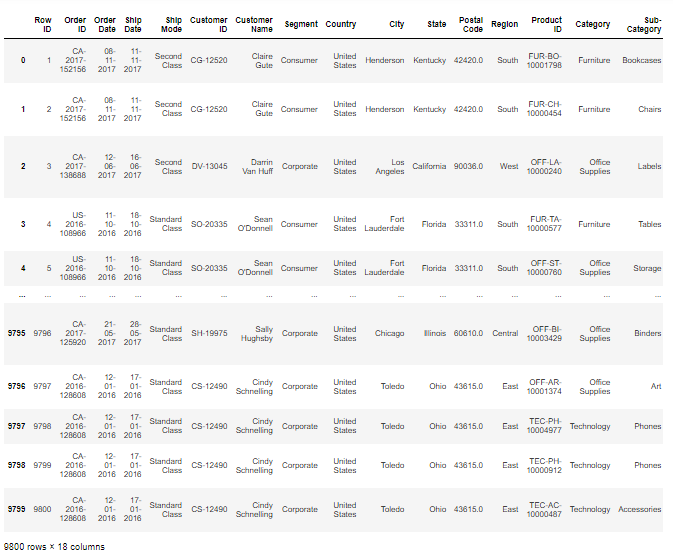 Row ID Order ID Order Date Ship Date Ship Mode Customer ID Customer Name Segment Country City State Postal Code Region Product ID Category Sub-Category
0 1 CA-2017-152156 08-11-2017 11-11-2017 Second Class CG-12520 Claire Gute Consumer United States Henderson Kentucky 42420.0 South FUR-BO-10001798 Furniture Bookcases
1 2 CA-2017-152156 08-11-2017 11-11-2017 Second Class CG-12520 Claire Gute Consumer United States Henderson Kentucky 42420.0 South FUR-CH-10000454 Furniture Chairs
2 3 CA-2017-138688 12-06-2017 16-06-2017 Second Class DV-13045 Darrin Van Huff Corporate United States Los Angeles California 90036.0 West OFF-LA-10000240 Office Supplies Labels
3 4 US-2016-108966 11-10-2016 18-10-2016 Standard Class SO-20335 Sean O'Donnell Consumer United States Fort Lauderdale Florida 33311.0 South FUR-TA-10000577 Furniture Tables
4 5 US-2016-108966 11-10-2016 18-10-2016 Standard Class SO-20335 Sean O'Donnell Consumer United States Fort Lauderdale Florida 33311.0 South OFF-ST-10000760 Office Supplies Storage
... ... ... ... ... ... ... ... ... ... ... ... ... ... ... ... ...
9795 9796 CA-2017-125920 21-05-2017 28-05-2017 Standard Class SH-19975 Sally Hughsby Corporate United States Chicago Illinois 60610.0 Central OFF-BI-10003429 Office Supplies Binders
9796 9797 CA-2016-128608 12-01-2016 17-01-2016 Standard Class CS-12490 Cindy Schnelling Corporate United States Toledo Ohio 43615.0 East OFF-AR-10001374 Office Supplies Art
9797 9798 CA-2016-128608 12-01-2016 17-01-2016 Standard Class CS-12490 Cindy Schnelling Corporate United States Toledo Ohio 43615.0 East TEC-PH-10004977 Technology Phones
9798 9799 CA-2016-128608 12-01-2016 17-01-2016 Standard Class CS-12490 Cindy Schnelling Corporate United States Toledo Ohio 43615.0 East TEC-PH-10000912 Technology Phones
9799 9800 CA-2016-128608 12-01-2016 17-01-2016 Standard Class CS-12490 Cindy Schnelling Corporate United States Toledo Ohio 43615.0 East TEC-AC-10000487 Technology Accessories
9800 rows × 18 columns